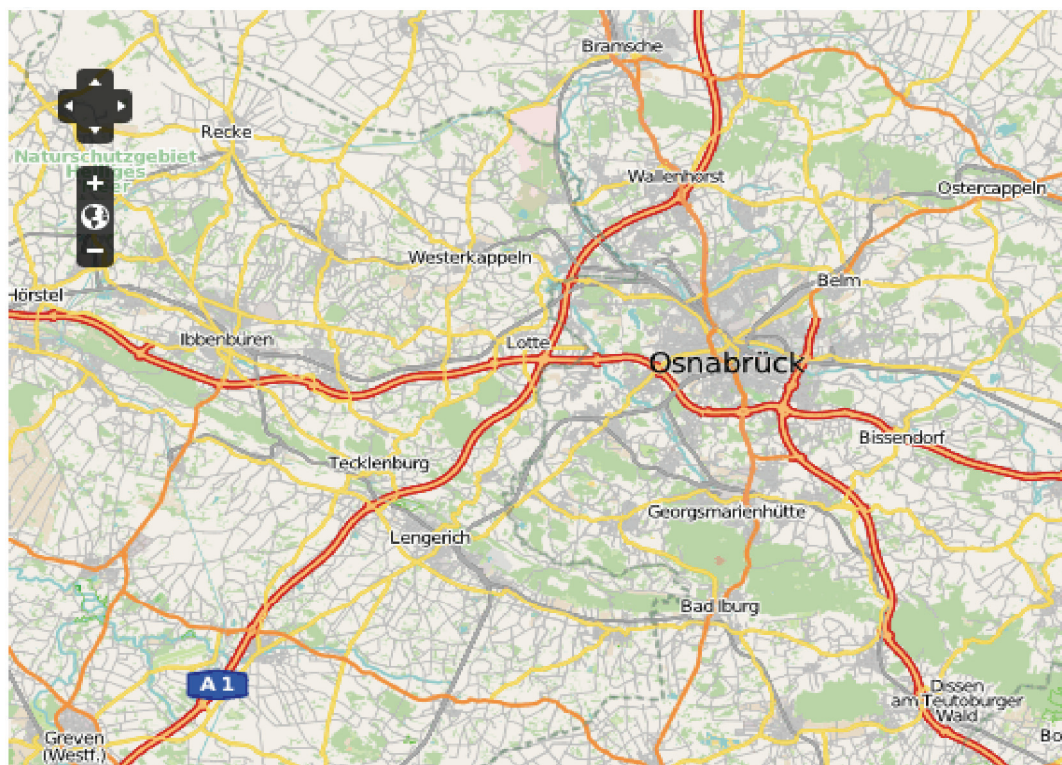 Bramsche
Recke
Naturschutzgebiet
Wallenhorst
Ostercappeln
Westerkappeln
Belm
Hörstel
Ibbenbüren
Lotte
Osnabrück
Bissendorf
Tecklenburg
Georgsmarienhütte
Lengerich
Bad Iburg
A 1
Dissen
am Teutoburger
Wald
Greven
(Westf.)